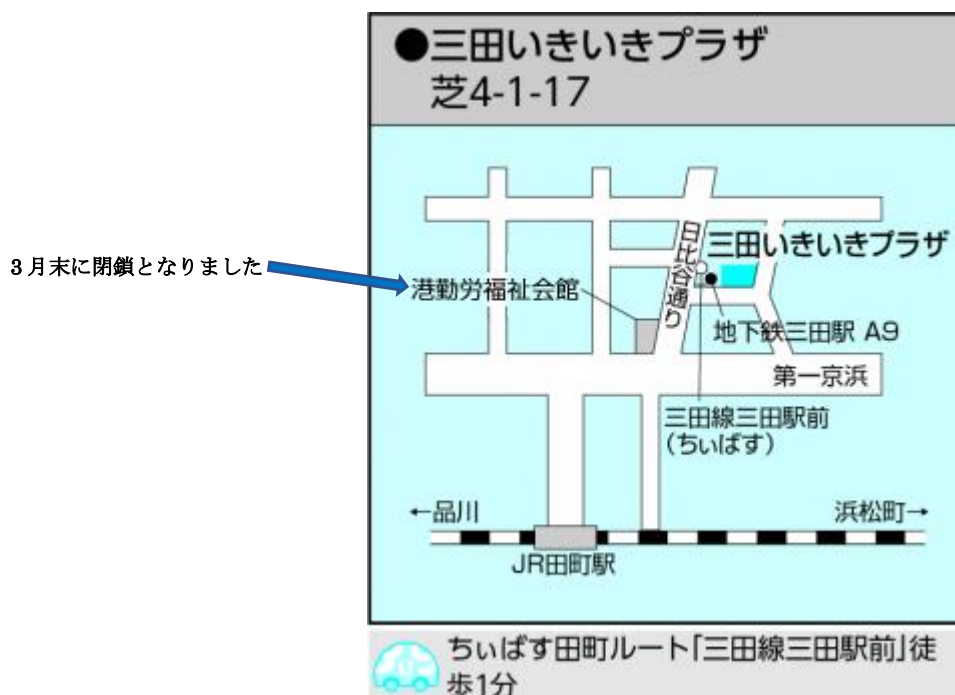 ●三田いきいきプラザ
芝4-1-17
日比谷通り
三田いきいきプラザ
3月末に閉鎖となりました
港勤労福祉会館
地下鉄三田駅 A9
第一京浜
三田線三田駅前
(ちぃばす)
←品川
浜松町→
JR田町駅
ちぃばす田町ルート「三田線三田駅前」徒
歩1分